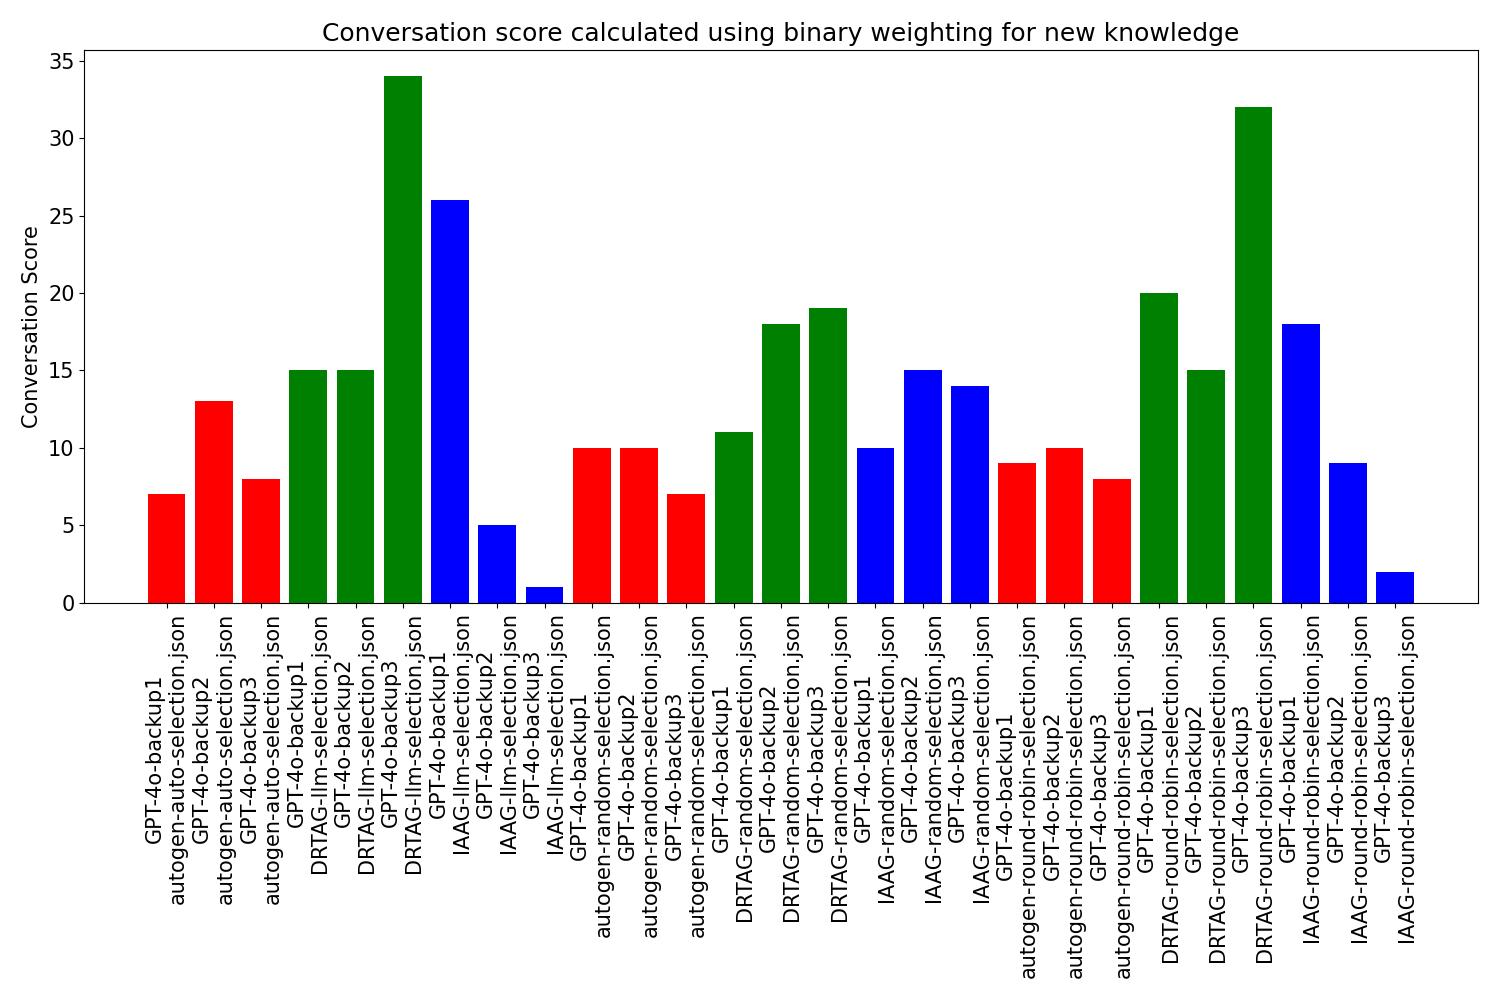 Conversation score calculated using binary weighting for new knowledge
Conversation Score
35
30
25
20
15
10
5
0
GPT-4o-backup1
autogen-auto-selection.json
GPT-4o-backup2
autogen-auto-selection.json
GPT-4o-backup3
autogen-auto-selection.json
GPT-4o-backup1
DRTAG-llm-selection.json
GPT-4o-backup2
DRTAG-llm-selection.json
GPT-4o-backup3
DRTAG-llm-selection.json
GPT-4o-backup1
IAAG-llm-selection.json
GPT-4o-backup2
IAAG-llm-selection.json
GPT-4o-backup3
IAAG-llm-selection.json
GPT-4o-backup1
autogen-random-selection.json
GPT-4o-backup2
autogen-random-selection.json
GPT-4o-backup3
autogen-random-selection.json
GPT-4o-backup1
DRTAG-random-selection.json
GPT-4o-backup2
DRTAG-random-selection.json
GPT-4o-backup3
DRTAG-random-selection.json
GPT-4o-backup1
IAAG-random-selection.json
GPT-4o-backup2
IAAG-random-selection.json
GPT-4o-backup3
IAAG-random-selection.json
GPT-4o-backup1
autogen-round-robin-selection.json
GPT-4o-backup2
autogen-round-robin-selection.json
GPT-4o-backup3
autogen-round-robin-selection.json
GPT-4o-backup1
DRTAG-round-robin-selection.json
GPT-4o-backup2
DRTAG-round-robin-selection.json
GPT-4o-backup3
DRTAG-round-robin-selection.json
GPT-4o-backup1
IAAG-round-robin-selection.json
GPT-4o-backup2
IAAG-round-robin-selection.json
GPT-4o-backup3
IAAG-round-robin-selection.json